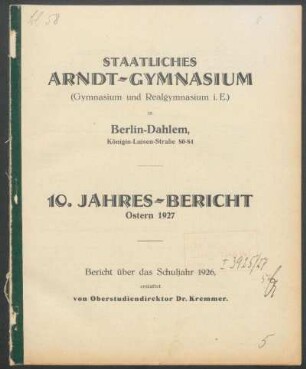 STAATLICHES
ARNDT-GYMNASIUM
(Gymnasium und Realgymnasium i. E.)
in
Berlin-Dahlem,
Königin-Luisen-Straße 80-84
10. JAHRES-BERICHT
Ostern 1927
Bericht über das Schuljahr 1926,
erstattet
von Oberstudiendirektor Dr. Kremmer.
5